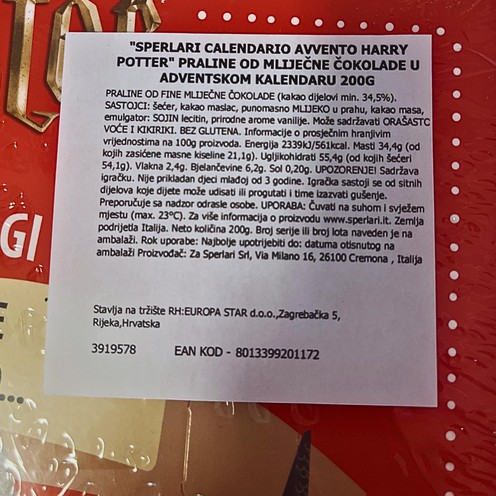 "SPERLARI CALENDARIO AVVENTO HARRY
POTTER" PRALINE OD MLIJEČNE ČOKOLADE U
ADVENTSKOM KALENDARU 200G
PRALINE OD FINE MLIJEČNE ČOKOLADE (kakao dijelovi min. 34,5%).
SASTOJCI: šećer, kakao maslac, punomasno MLIJEKO u prahu, kakao masa,
emulgator: SOJIN lecitin, prirodne arome vanilije. Može sadržavati ORAŠASTO
VOĆE I KIKIRIKI. BEZ GLUTENA. Informacije o prosječnim hranjivim
vrijednostima na 100g proizvoda. Energija 2339kJ/561kcal. Masti 34,4g (od
kojih zasićene masne kiseline 21,1g). Ugljikohidrati 55,4g (od kojih šećeri
54,1g). Vlakna 2,4g. Bjelančevine 6,2g. Sol 0,20g. UPOZORENJE! Sadržava
igračku. Nije prikladan djeci mlađoj od 3 godine. Igračka sastoji se od sitnih
dijelova koje dijete može udisati ili progutati i time izazvati gušenje.
Preporučuje sa nadzor odrasle osobe. UPORABA: Čuvati na suhom i svježem
mjestu (max. 23°C). Za više informacija o proizvodu www.sperlari.it. Zemlja
podrijetla Italija. Neto količina 200g. Broj serije ili broj lota naveden je na
ambalaži. Rok uporabe: Najbolje upotrijebiti do: datuma otisnutog na
ambalaži Proizvođač: Za Sperlari Srl, Via Milano 16, 26100 Cremona , Italija
Stavlja na tržište RH:EUROPA STAR d.o.o.,Zagrebačka 5,
Rijeka,Hrvatska
3919578 EAN KOD - 8013399201172
GI
E
...